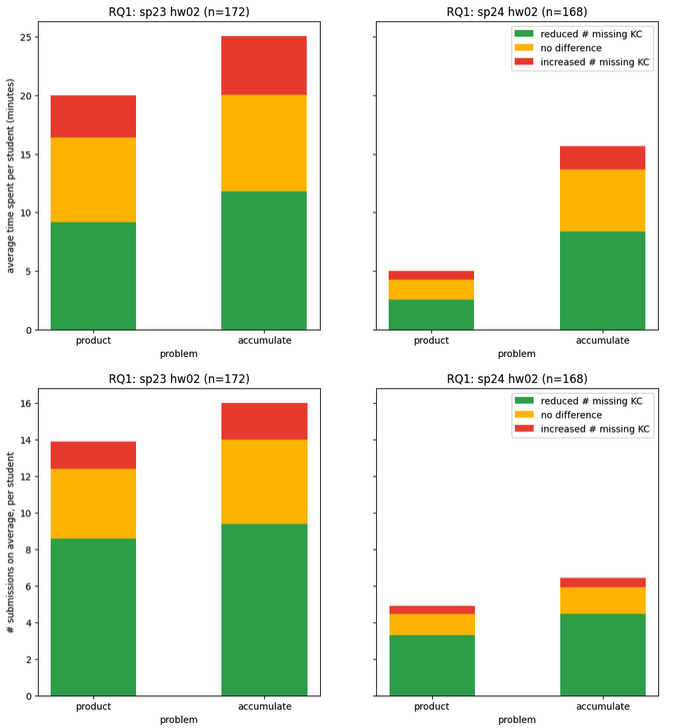 RQ1: sp23 hw02 (n=172)
RQ1: sp24 hw02 (n=168)
average time spent per student (minutes)
25
20
15
10
5
0
reduced # missing KC
no difference
increased # missing KC
product
accumulate
problem
product
accumulate
problem
RQ1: sp23 hw02 (n=172)
RQ1: sp24 hw02 (n=168)
# submissions on average, per student
16
14
12
10
8
6
4
2
0
reduced # missing KC
no difference
increased # missing KC
product
accumulate
problem
product
accumulate
problem